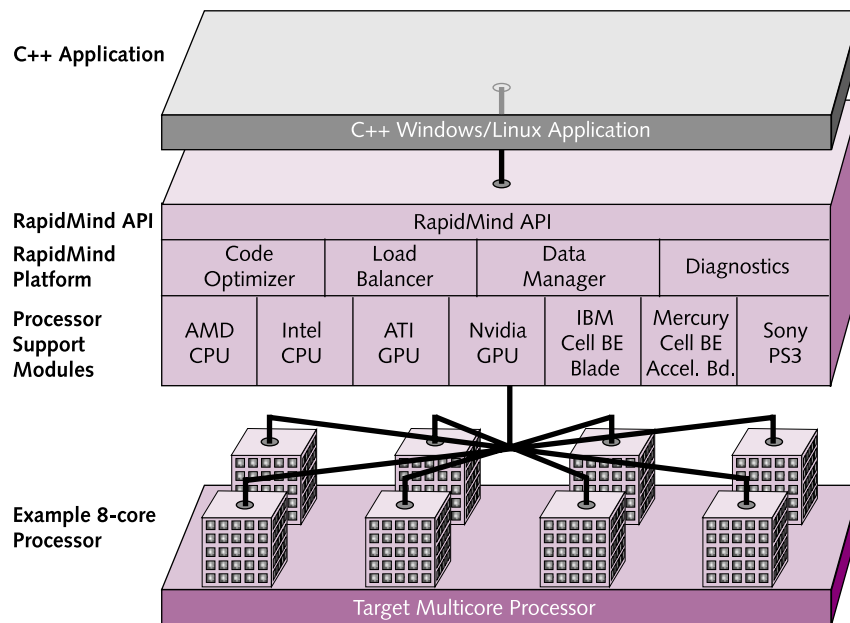 C++ Application
C++ Windows/Linux Application
RapidMind API
RapidMind API
RapidMind
Platform
Code
Optimizer
Load
Balancer
Data
Manager
Diagnostics
Processor
Support
Modules
AMD
CPU
Intel
CPU
ATI
GPU
Nvidia
GPU
IBM
Cell BE
Blade
Mercury
Cell BE
Accel. Bd.
Sony
PS3
Example 8-core
Processor
Target Multicore Processor